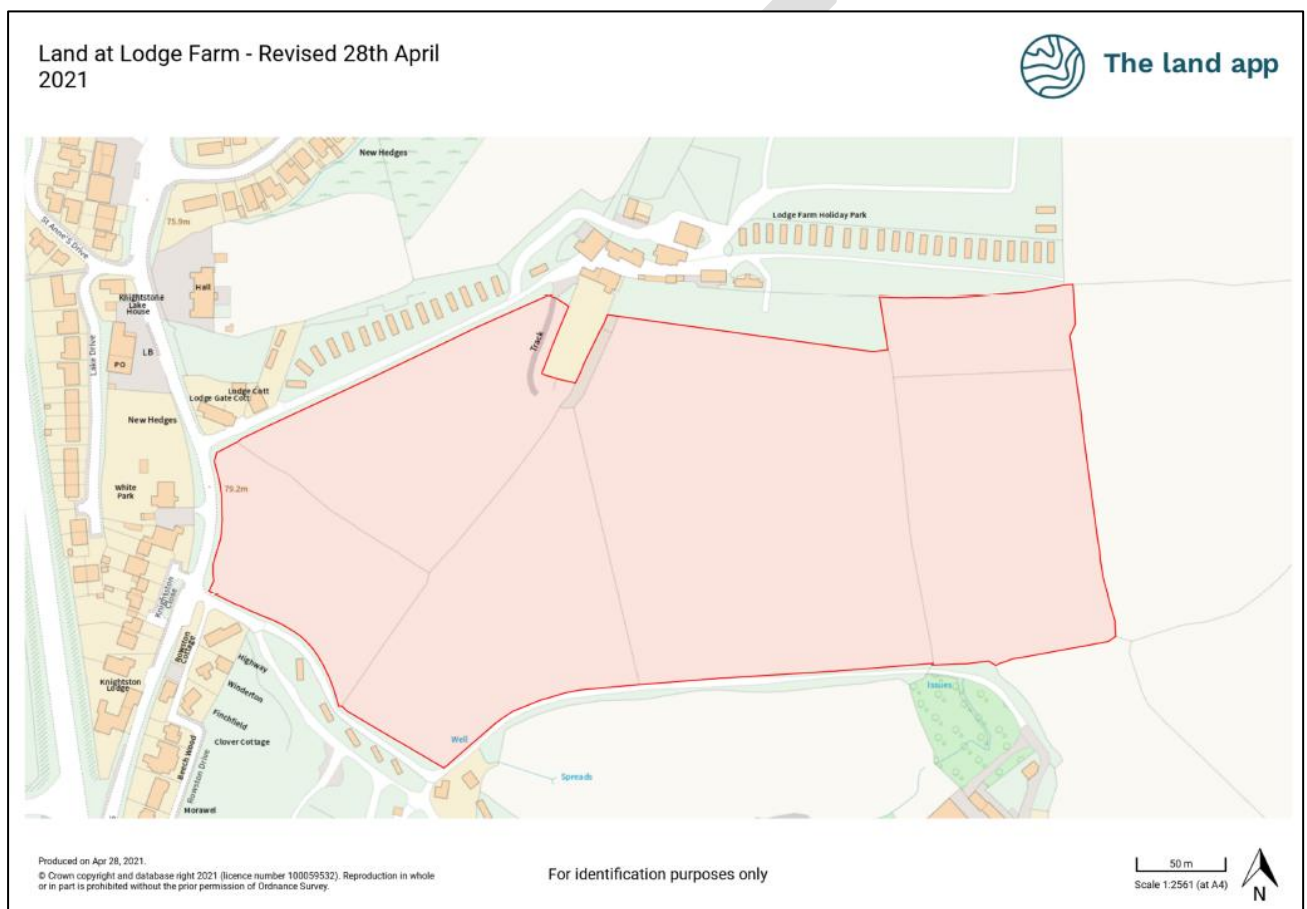 Land at Lodge Farm - Revised 28th April
2021
The land app
New Hedges
75.9m
St Anne'S Drive
Lodge Farm Holiday Park
Hall
Knightstone
Lake
House
Lake Drive
LB
PO
Track
Lodge Cott
Lodge Gate Cott
New Hedges
79.2m
White
Park
Knightston
Close
Rowston
Cottage
Highway
Knightston
Lodge
Winderton
Finchfield
Issues
Clover Cottage
Well
Beech Wood
Rowston Drive
Spreads
Morawel
Produced on Apr 28, 2021.
© Crown copyright and database right 2021 (licence number 100059532). Reproduction in whole
or in part is prohibited without the prior permission of Ordnance Survey.
For identification purposes only
50 m
Scale 1:2561 (at A4)
N